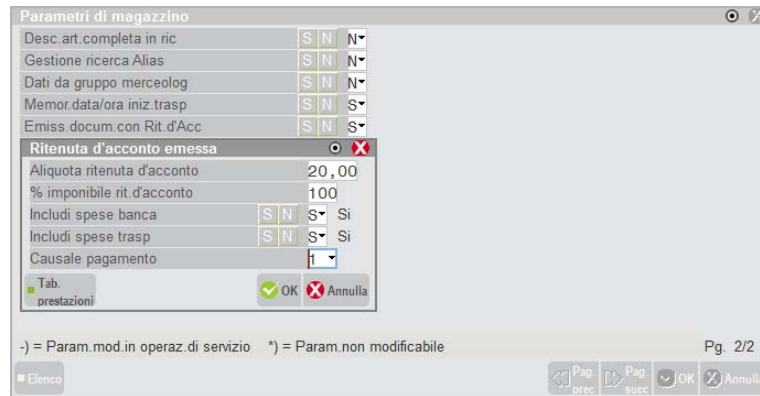 Parametri di magazzino
Desc.art.completa in ric S N N
Gestione ricerca Alias S N N
Dati da gruppo merceolog S N N
Memor.data/ora iniz.trasp S N S
Emiss.docum.con Rit.d'Acc S N S
Ritenuta d'acconto emessa
Aliquota ritenuta d'acconto 20,00
% imponibile rit.d'acconto 100
Includi spese banca S N S Si
Includi spese trasp S N S Si
Causale pagamento 1
Tab. prestazioni OK Annulla
-) = Param.mod.in operaz.di servizio *) = Param.non modificabile Pg. 2/2
Elenco Pag. prec Pag. succ OK Annulla